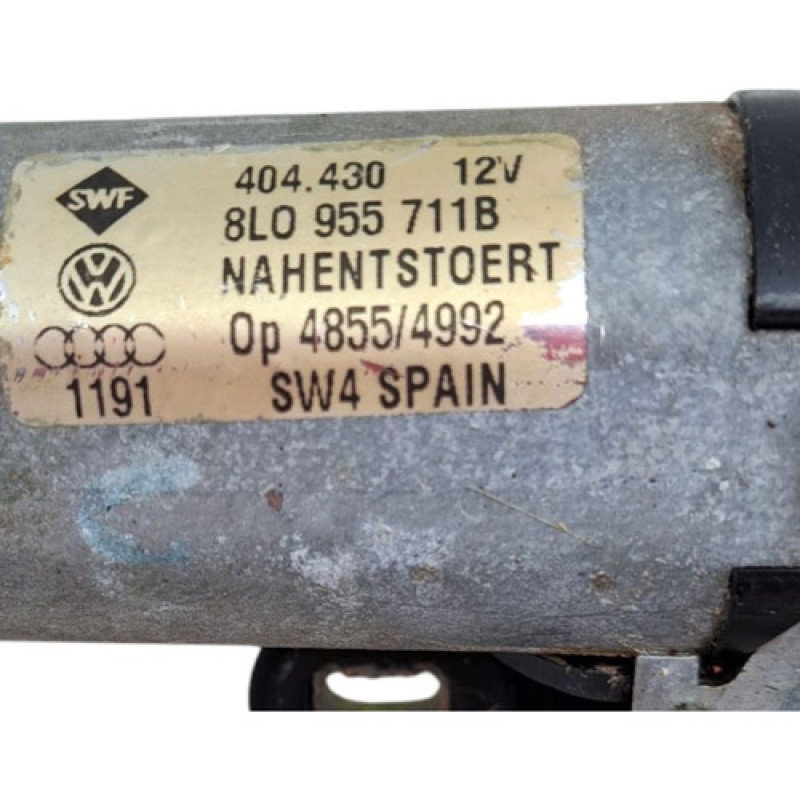 SWF 404.430 12V
8L0 955 711B
NAHENTSTOERT
Op 4855/4992
1191 SW4 SPAIN